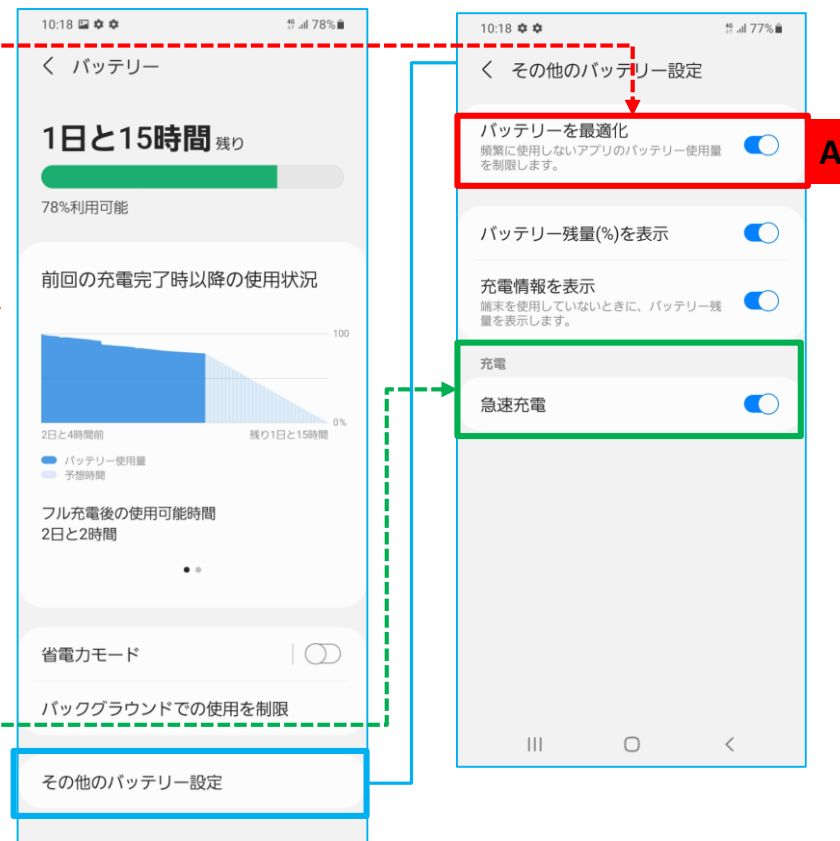 10:18
78%
バッテリー
1日と15時間 残り
78%利用可能
前回の充電完了時以降の使用状況
100
0%
2日と4時間前
残り1日と15時間
バッテリー使用量
予想時間
フル充電後の使用可能時間
2日と2時間
省電力モード
バックグラウンドでの使用を制限
その他のバッテリー設定
10:18
77%
その他のバッテリー設定
バッテリーを最適化
頻繁に使用しないアプリのバッテリー使用量
を制限します。
A
バッテリー残量(%)を表示
充電情報を表示
端末を使用していないときに、バッテリー残
量を表示します。
充電
急速充電